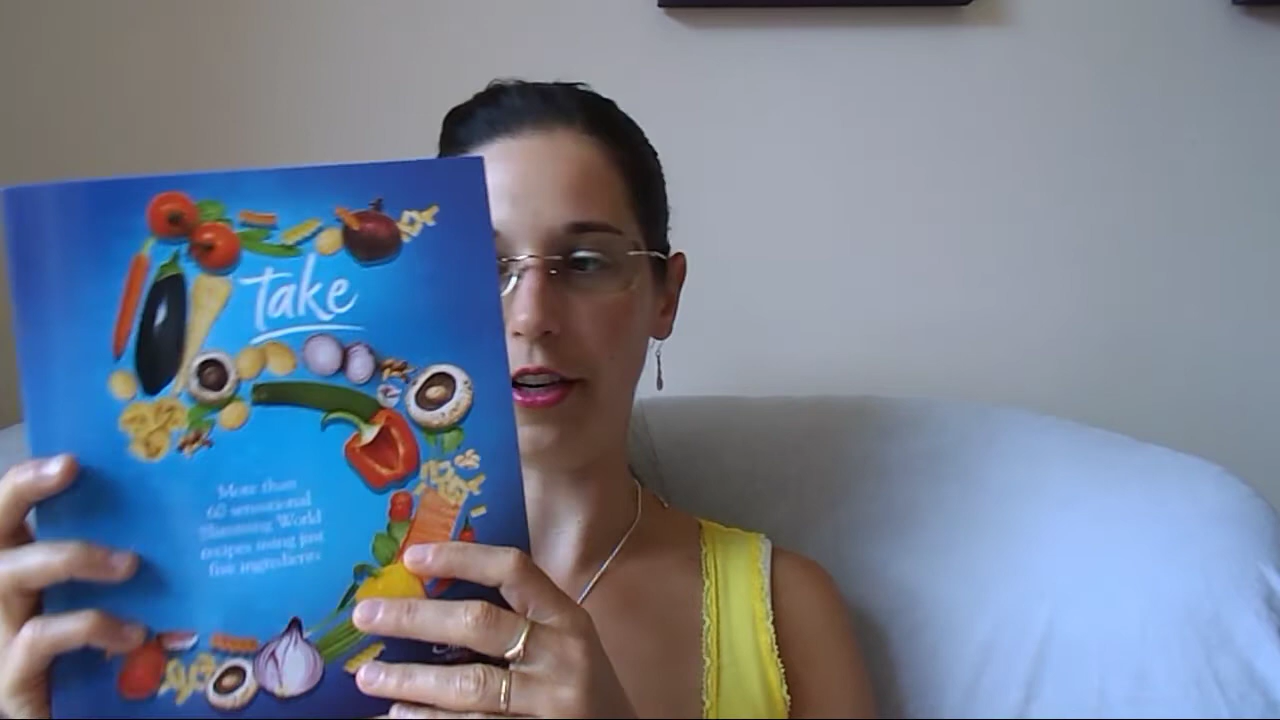 take
More than
60 sensational
Slimming World
recipes using just
five ingredients